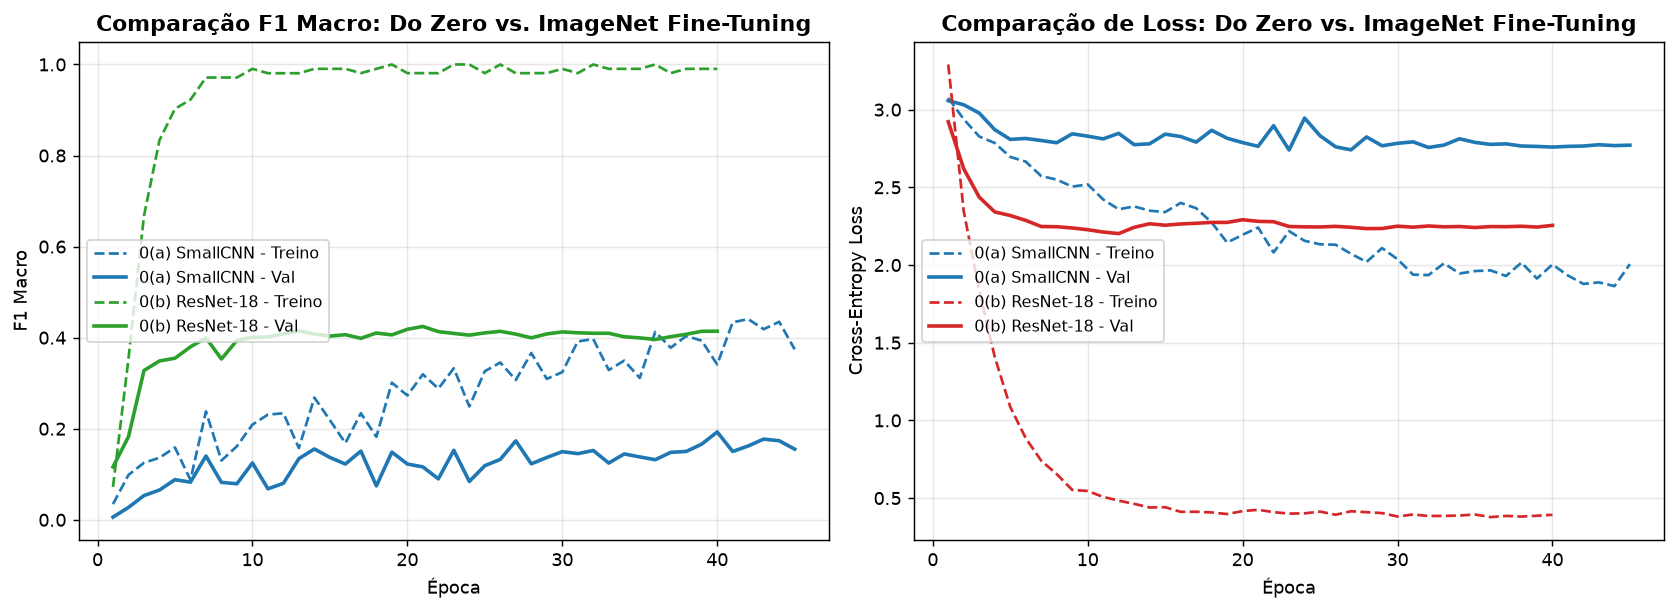 Comparação F1 Macro: Do Zero vs. ImageNet Fine-Tuning
F1 Macro
1.0
0.8
0.6
0.4
0.2
0.0
0(a) SmallCNN - Treino
0(a) SmallCNN - Val
0(b) ResNet-18 - Treino
0(b) ResNet-18 - Val
0 10 20 30 40
Época
Comparação de Loss: Do Zero vs. ImageNet Fine-Tuning
Cross-Entropy Loss
3.0
2.5
2.0
1.5
1.0
0.5
0(a) SmallCNN - Treino
0(a) SmallCNN - Val
0(b) ResNet-18 - Treino
0(b) ResNet-18 - Val
0 10 20 30 40
Época